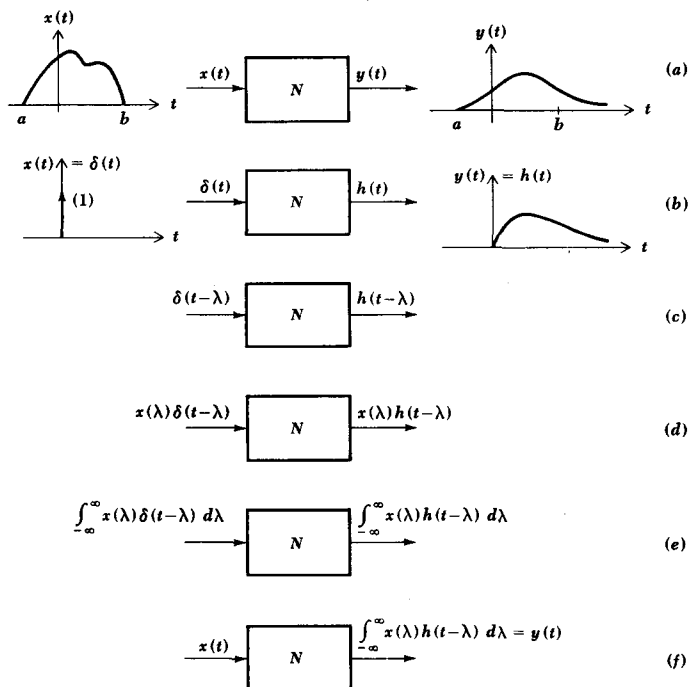 x(t)
a b t
x(t) N y(t)
y(t)
a b t
(a)
x(t) = δ(t)
(1)
t
δ(t) N h(t)
y(t) = h(t)
t
(b)
δ(t−λ) N h(t−λ) (c)
x(λ)δ(t−λ) N x(λ)h(t−λ) (d)
∫_{−∞}^{∞} x(λ)δ(t−λ) dλ N ∫_{−∞}^{∞} x(λ)h(t−λ) dλ (e)
x(t) N ∫_{−∞}^{∞} x(λ)h(t−λ) dλ = y(t) (f)